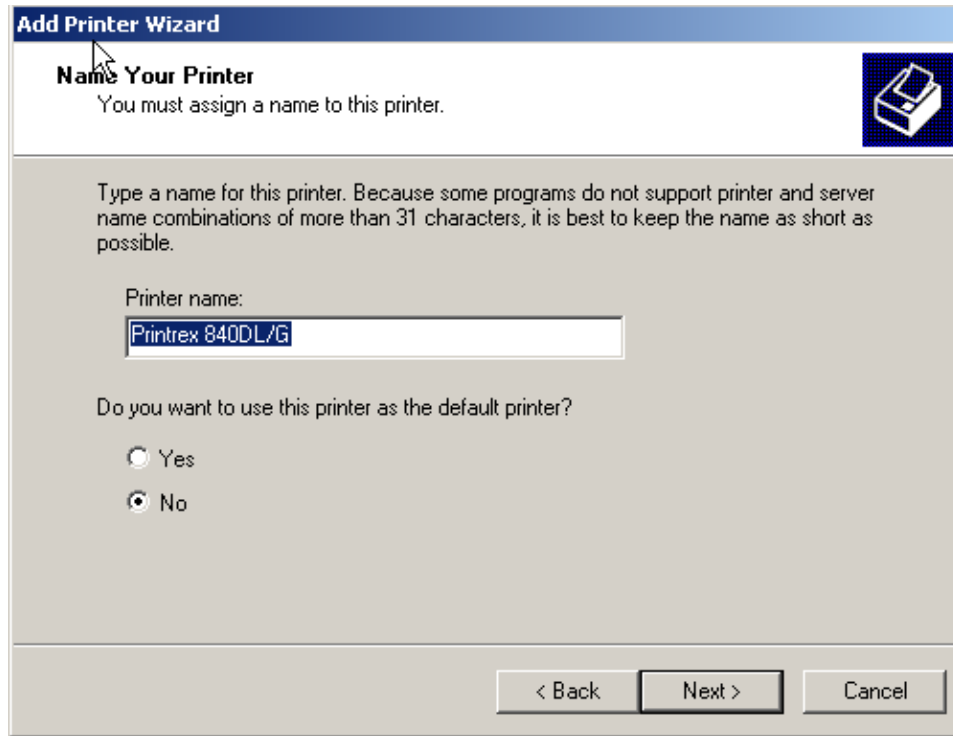 Add Printer Wizard
Name Your Printer
You must assign a name to this printer.
Type a name for this printer. Because some programs do not support printer and server
name combinations of more than 31 characters, it is best to keep the name as short as
possible.
Printer name:
Printrex 840DL/G
Do you want to use this printer as the default printer?
Yes
No
< Back
Next >
Cancel